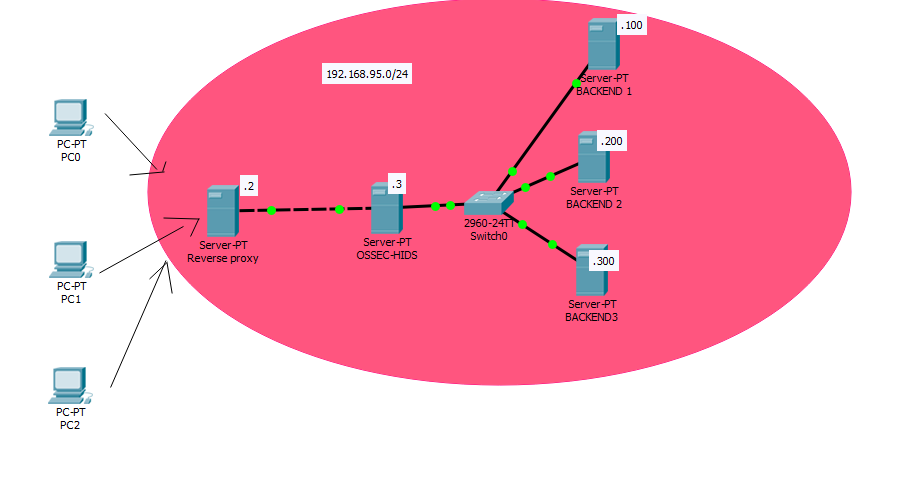 .100
Server-PT
BACKEND 1
192.168.95.0/24
PC-PT
PC0
.200
Server-PT
BACKEND 2
.2
Server-PT
Reverse proxy
.3
Server-PT
OSSEC-HIDS
2960-24TT
Switch0
PC-PT
PC1
.300
Server-PT
BACKEND3
PC-PT
PC2